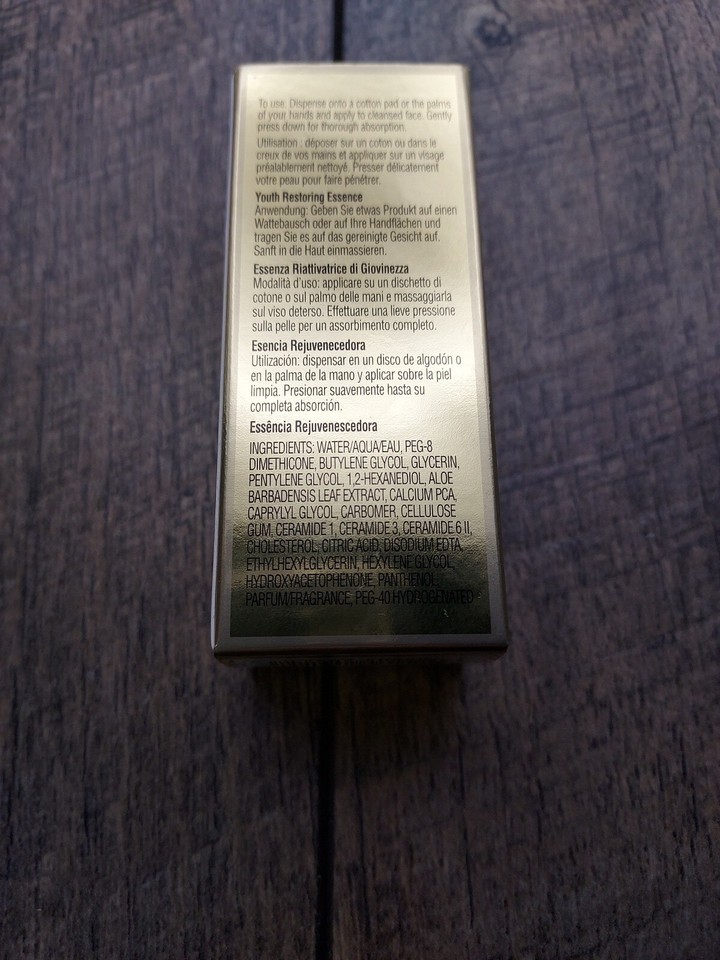 To use: Dispense onto a cotton pad or the palms
of your hands and apply to cleansed face. Gently
press down for thorough absorption.
Utilisation : déposer sur un coton ou dans le
creux de vos mains et appliquer sur un visage
préalablement nettoyé. Presser délicatement
votre peau pour faire pénétrer.
Youth Restoring Essence
Anwendung: Geben Sie etwas Produkt auf einen
Wattebausch oder auf Ihre Handflächen und
tragen Sie es auf das gereinigte Gesicht auf.
Sanft in die Haut einmassieren.
Essenza Riattivatrice di Giovinezza
Modalità d'uso: applicare su un dischetto di
cotone o sul palmo delle mani e massaggiarla
sul viso deterso. Effettuare una lieve pressione
sulla pelle per un assorbimento completo.
Esencia Rejuvenecedora
Utilización: dispensar en un disco de algodón o
en la palma de la mano y aplicar sobre la piel
limpia. Presionar suavemente hasta su
completa absorción.
Essência Rejuvenescedora
INGREDIENTS: WATER/AQUA/EAU, PEG-8
DIMETHICONE, BUTYLENE GLYCOL, GLYCERIN,
PENTYLENE GLYCOL, 1,2-HEXANEDIOL, ALOE
BARBADENSIS LEAF EXTRACT, CALCIUM PCA,
CAPRYLYL GLYCOL, CARBOMER, CELLULOSE
GUM, CERAMIDE 1, CERAMIDE 3, CERAMIDE 6 II,
CHOLESTEROL, CITRIC ACID, DISODIUM EDTA,
ETHYLHEXYLGLYCERIN, HEXYLENE GLYCOL,
HYDROXYACETOPHENONE, PANTHENOL,
PARFUM/FRAGRANCE, PEG-40 HYDROGENATED